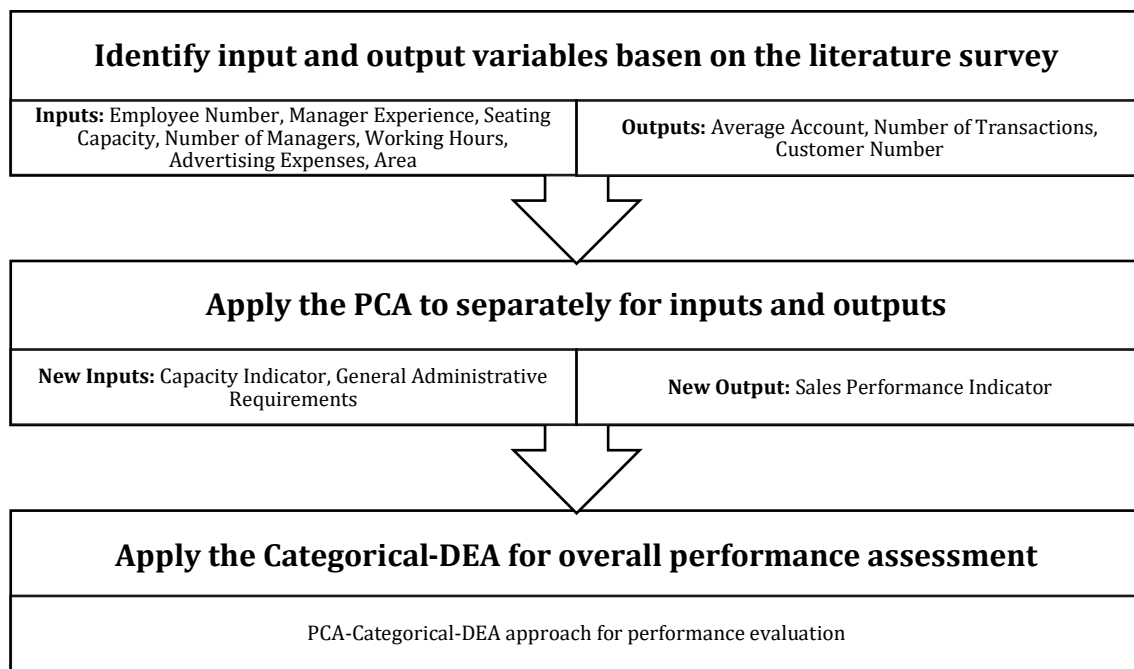 Identify input and output variables basen on the literature survey
Inputs: Employee Number, Manager Experience, Seating
Capacity, Number of Managers, Working Hours,
Advertising Expenses, Area
Outputs: Average Account, Number of Transactions,
Customer Number
Apply the PCA to separately for inputs and outputs
New Inputs: Capacity Indicator, General Administrative
Requirements
New Output: Sales Performance Indicator
Apply the Categorical-DEA for overall performance assessment
PCA-Categorical-DEA approach for performance evaluation